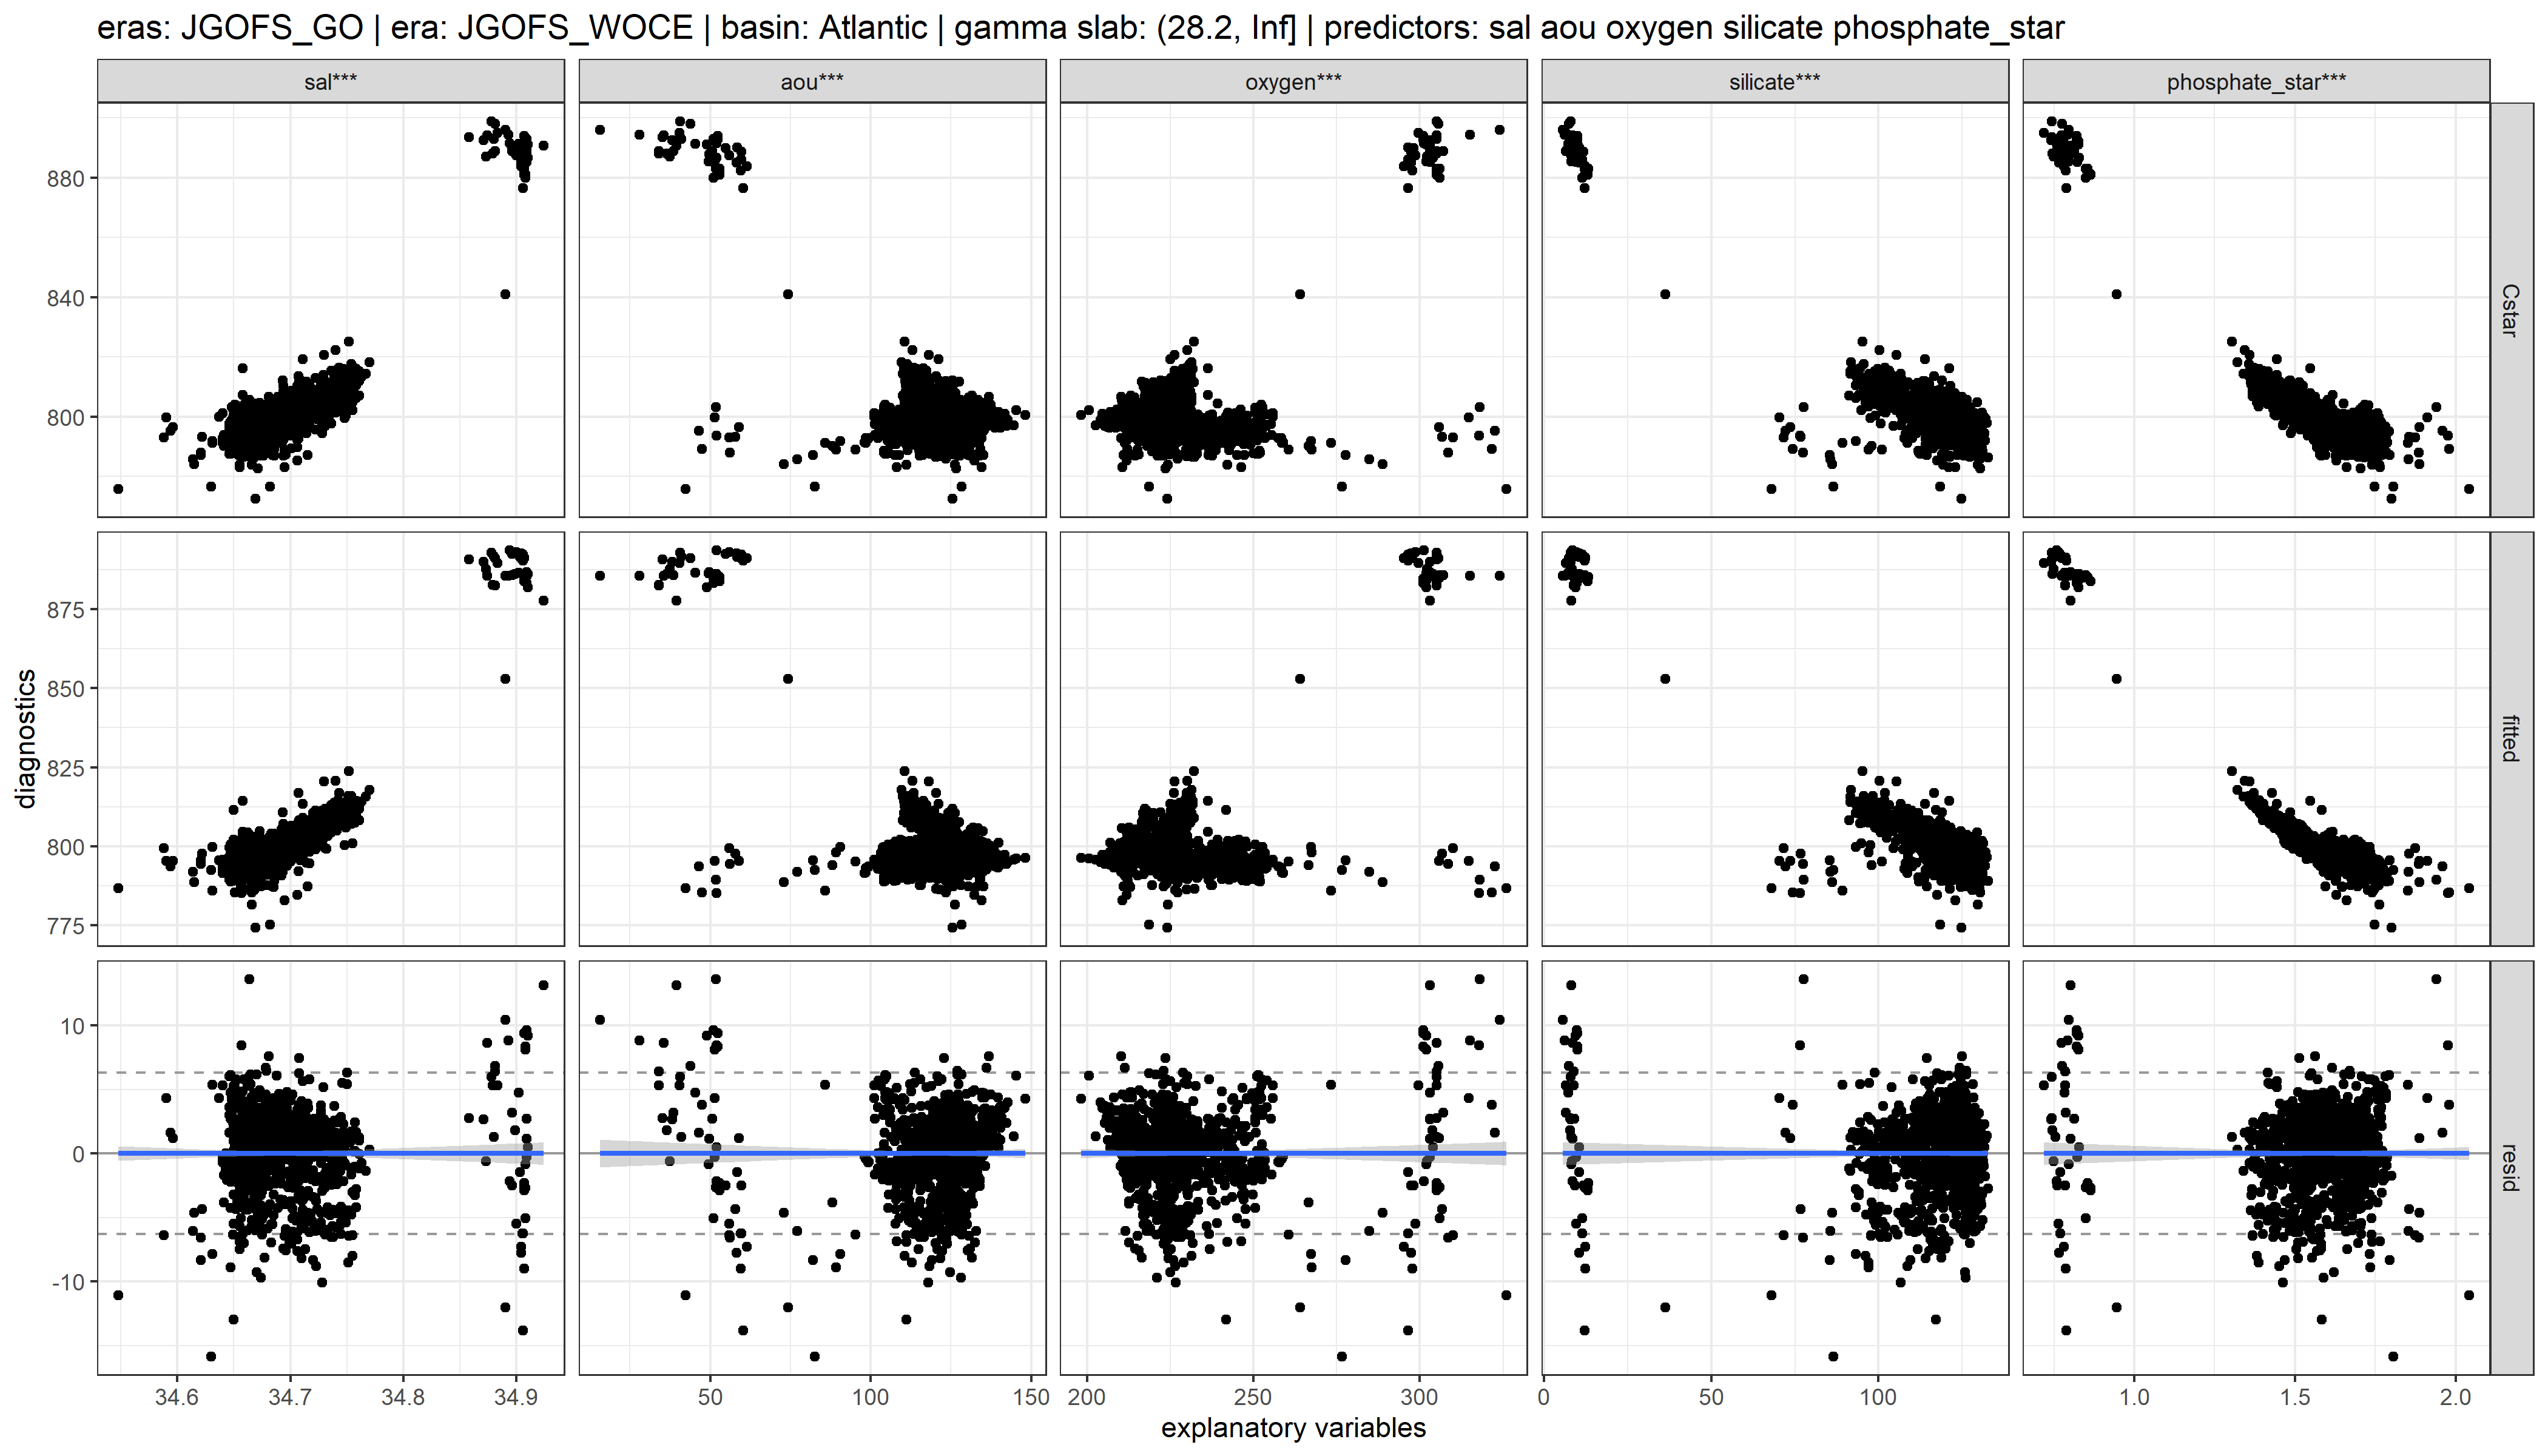 eras: JGOFS_GO | era: JGOFS_WOCE | basin: Atlantic | gamma slab: (28.2, Inf] | predictors: sal aou oxygen silicate phosphate_star
sal*** aou*** oxygen*** silicate*** phosphate_star***
880
840
800
Cstar
875
850
825
800
775
fitted
diagnostics
10
0
-10
resid
34.6 34.7 34.8 34.9 50 100 150 200 250 300 0 50 100 1.0 1.5 2.0
explanatory variables